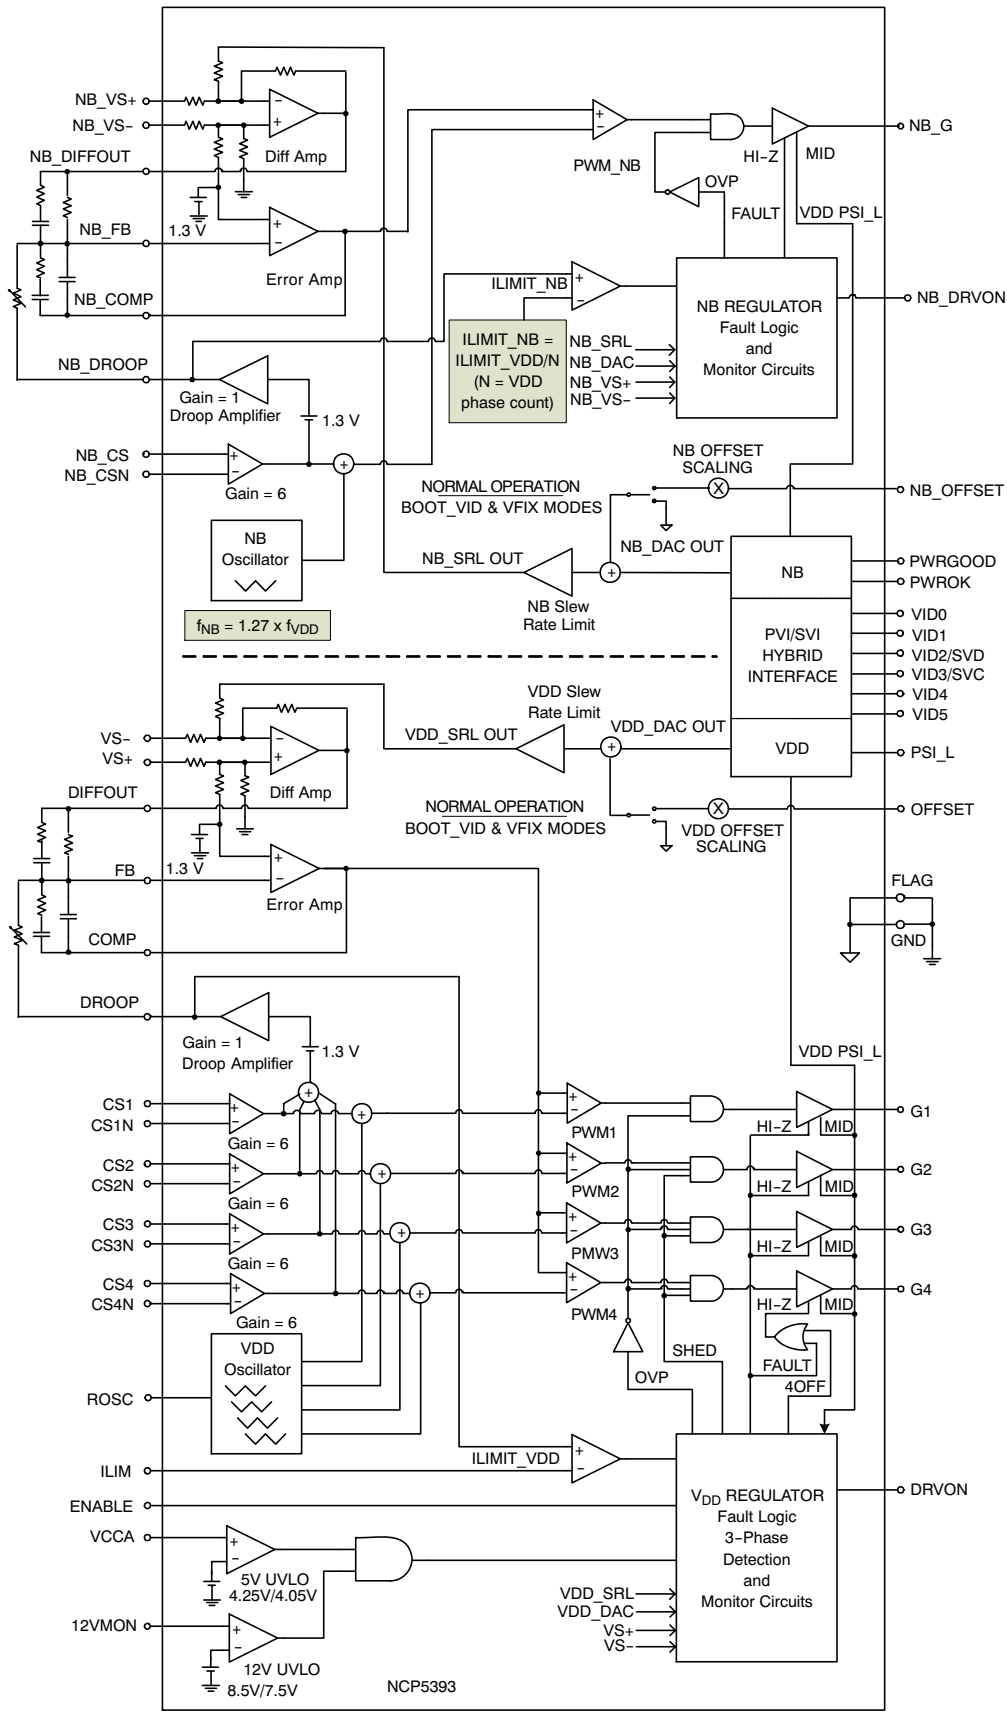 NB_VS+
NB_VS-
Diff Amp
NB_DIFFOUT
1.3 V
NB_FB
Error Amp
NB_COMP
NB_DROOP
Gain = 1
Droop Amplifier
1.3 V
NB_CS
NB_CSN
Gain = 6
NB
Oscillator
fNB = 1.27 x fVDD
PWM_NB
OVP
HI-Z
MID
NB_G
FAULT
VDD PSI_L
ILIMIT_NB
ILIMIT_NB =
ILIMIT_VDD/N
(N = VDD
phase count)
NB_SRL
NB_DAC
NB_VS+
NB_VS-
NB REGULATOR
Fault Logic
and
Monitor Circuits
NB_DRVON
NB OFFSET
SCALING
NORMAL OPERATION
BOOT_VID & VFIX MODES
X
NB_OFFSET
NB_SRL OUT
NB_DAC OUT
NB Slew
Rate Limit
NB
PVI/SVI
HYBRID
INTERFACE
VDD
PWRGOOD
PWROK
VID0
VID1
VID2/SVD
VID3/SVC
VID4
VID5
PSI_L
VDD Slew
Rate Limit
VDD_SRL OUT
VDD_DAC OUT
NORMAL OPERATION
BOOT_VID & VFIX MODES
X
VDD OFFSET
SCALING
OFFSET
VS-
VS+
Diff Amp
DIFFOUT
1.3 V
FB
Error Amp
COMP
FLAG
GND
DROOP
Gain = 1
Droop Amplifier
1.3 V
VDD PSI_L
CS1
CS1N
Gain = 6
PWM1
HI-Z
MID
G1
CS2
CS2N
Gain = 6
PWM2
HI-Z
MID
G2
CS3
CS3N
Gain = 6
PMW3
HI-Z
MID
G3
CS4
CS4N
Gain = 6
PWM4
HI-Z
MID
G4
VDD
Oscillator
ROSC
OVP
SHED
FAULT
4OFF
ILIMIT_VDD
ILIM
ENABLE
VCCA
5V UVLO
4.25V/4.05V
12VMON
12V UVLO
8.5V/7.5V
VDD REGULATOR
Fault Logic
3-Phase
Detection
and
Monitor Circuits
DRVON
VDD_SRL
VDD_DAC
VS+
VS-
NCP5393